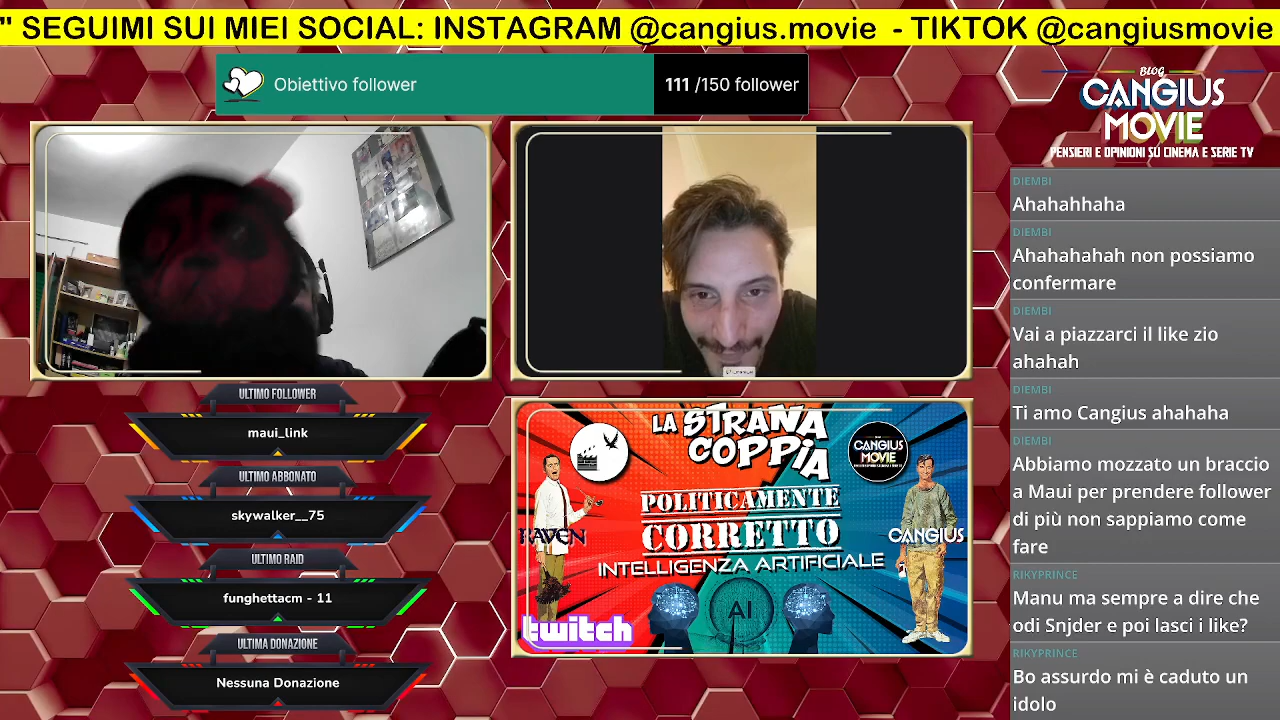 " SEGUIMI SUI MIEI SOCIAL: INSTAGRAM @cangius.movie - TIKTOK @cangiusmovie
Obiettivo follower
111 /150 follower
BLOG
CANGIUS
MOVIE
PENSIERI E OPINIONI SU CINEMA E SERIE TV
ULTIMO FOLLOWER
maui_link
ULTIMO ABBONATO
skywalker__75
ULTIMO RAID
funghettacm - 11
ULTIMA DONAZIONE
Nessuna Donazione
LA STRANA
COPPIA
CANGIUS
MOVIE
POLITICAMENTE
CORRETTO
RAVEN
CANGIUS
INTELLIGENZA ARTIFICIALE
AI
twitch
DIEMBI
Ahahahhaha
DIEMBI
Ahahahahah non possiamo
confermare
DIEMBI
Vai a piazzarci il like zio
ahahah
DIEMBI
Ti amo Cangius ahahaha
DIEMBI
Abbiamo mozzato un braccio
a Maui per prendere follower
di più non sappiamo come
fare
RIKYPRINCE
Manu ma sempre a dire che
odi Snjder e poi lasci i like?
RIKYPRINCE
Bo assurdo mi è caduto un
idolo